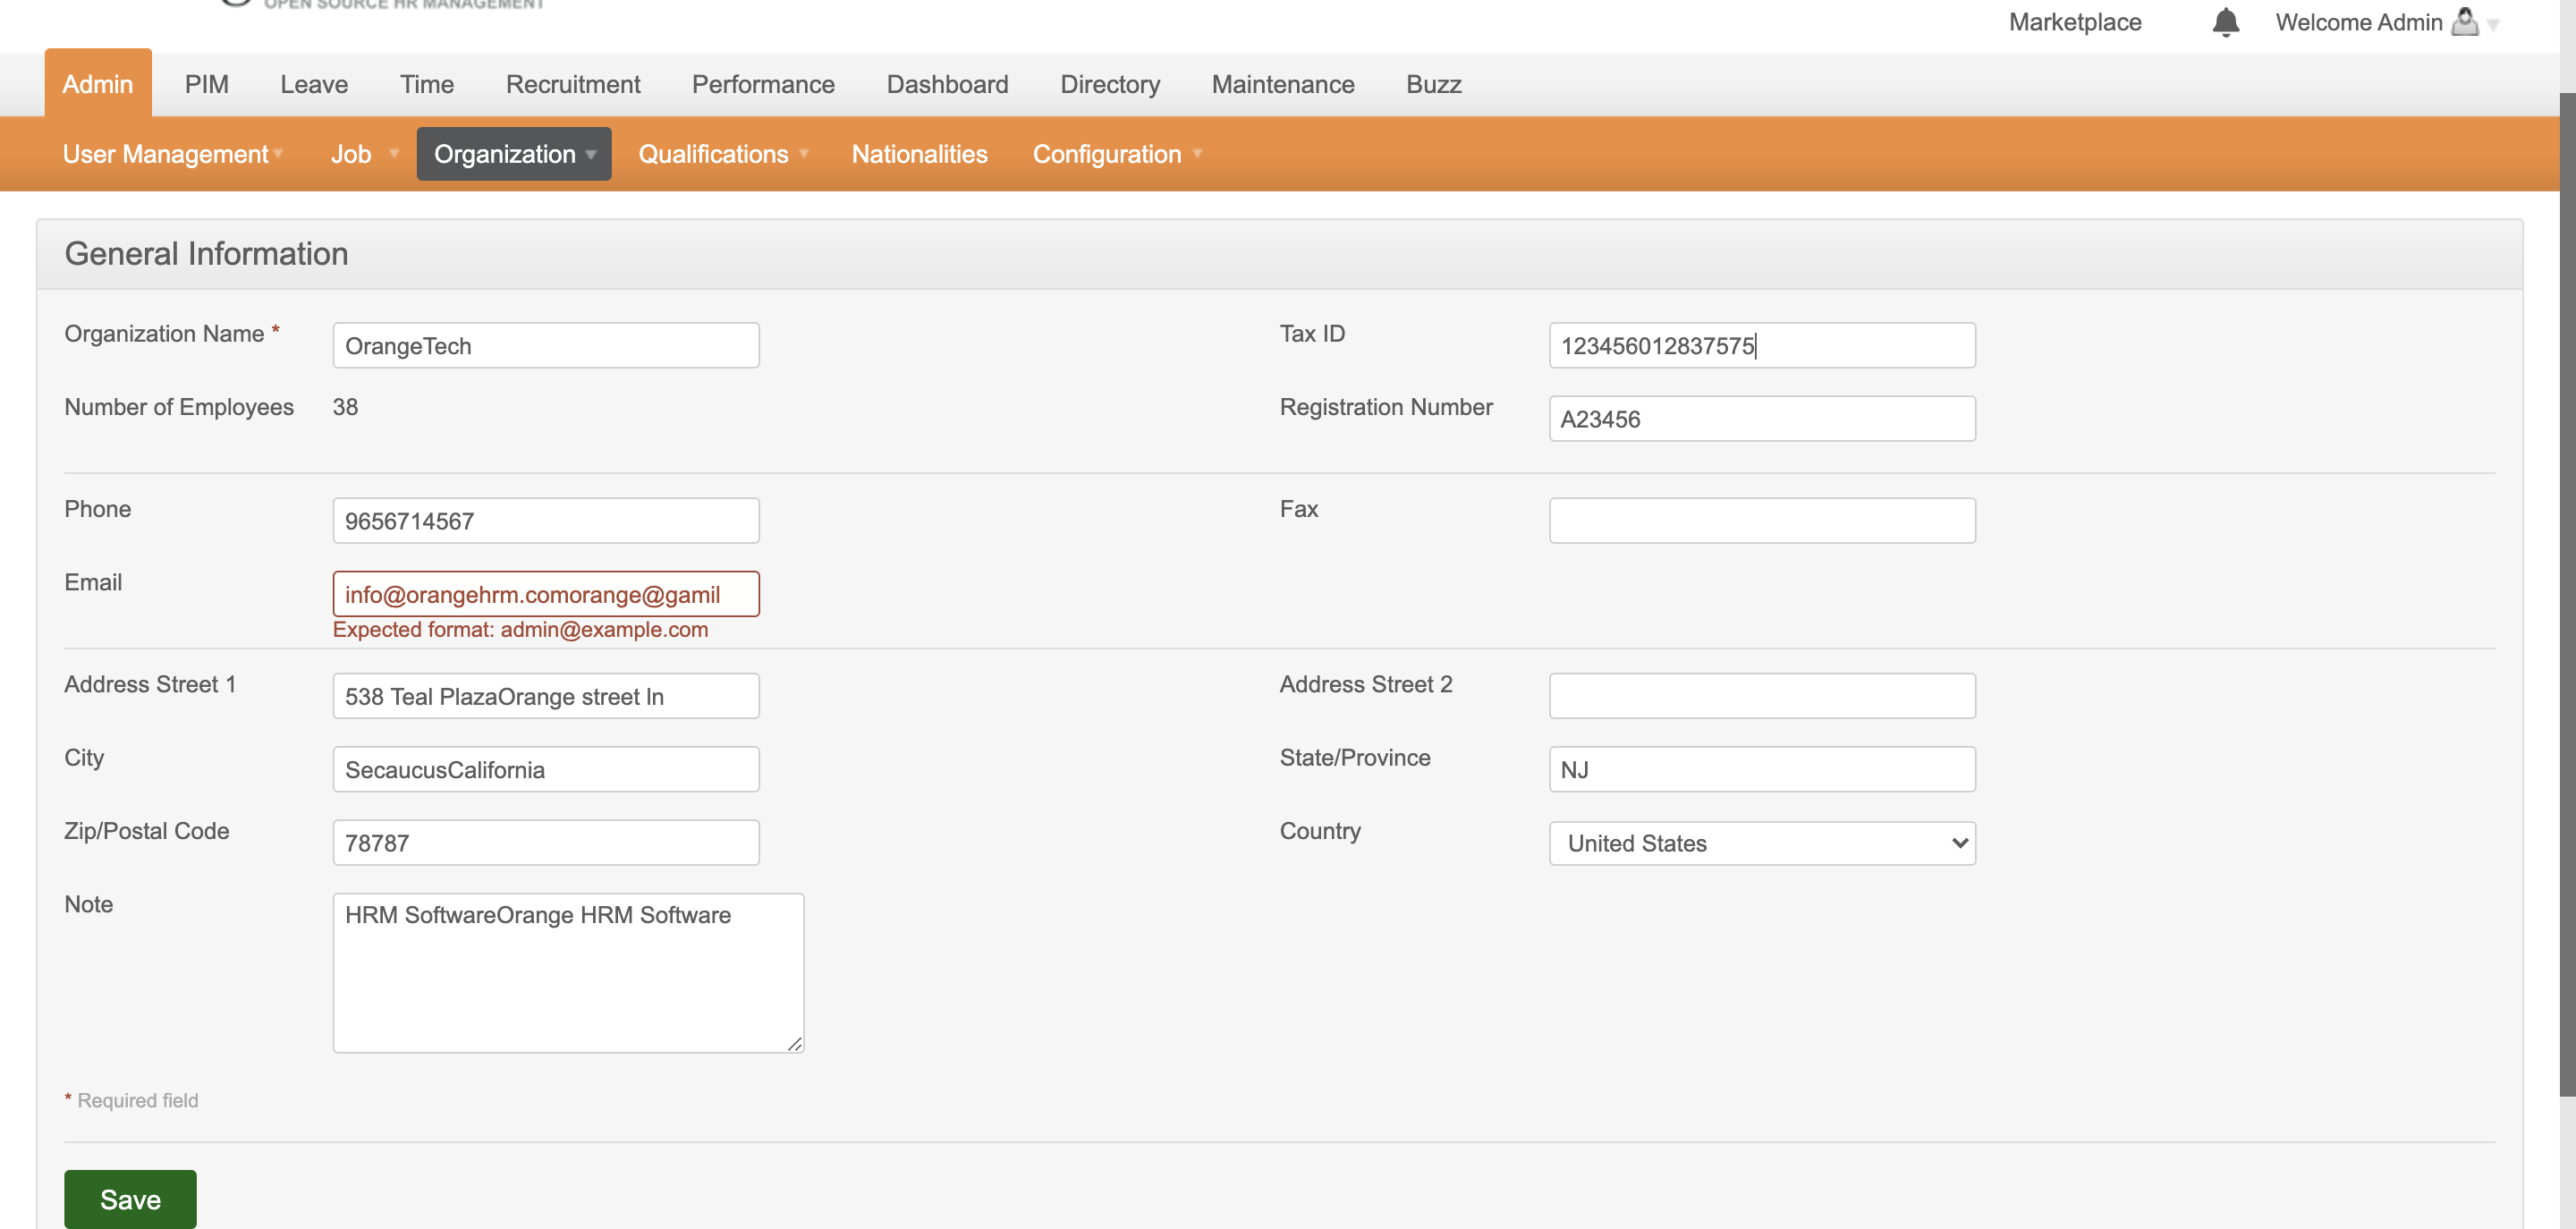 OPEN SOURCE HR MANAGEMENT
Marketplace Welcome Admin
Admin PIM Leave Time Recruitment Performance Dashboard Directory Maintenance Buzz
User Management Job Organization Qualifications Nationalities Configuration
General Information
Organization Name * OrangeTech Tax ID 123456012837575
Number of Employees 38 Registration Number A23456
Phone 9656714567 Fax
Email info@orangehrm.comorange@gamil
Expected format: admin@example.com
Address Street 1 538 Teal PlazaOrange street ln Address Street 2
City SecaucusCalifornia State/Province NJ
Zip/Postal Code 78787 Country United States
Note HRM SoftwareOrange HRM Software
* Required field
Save